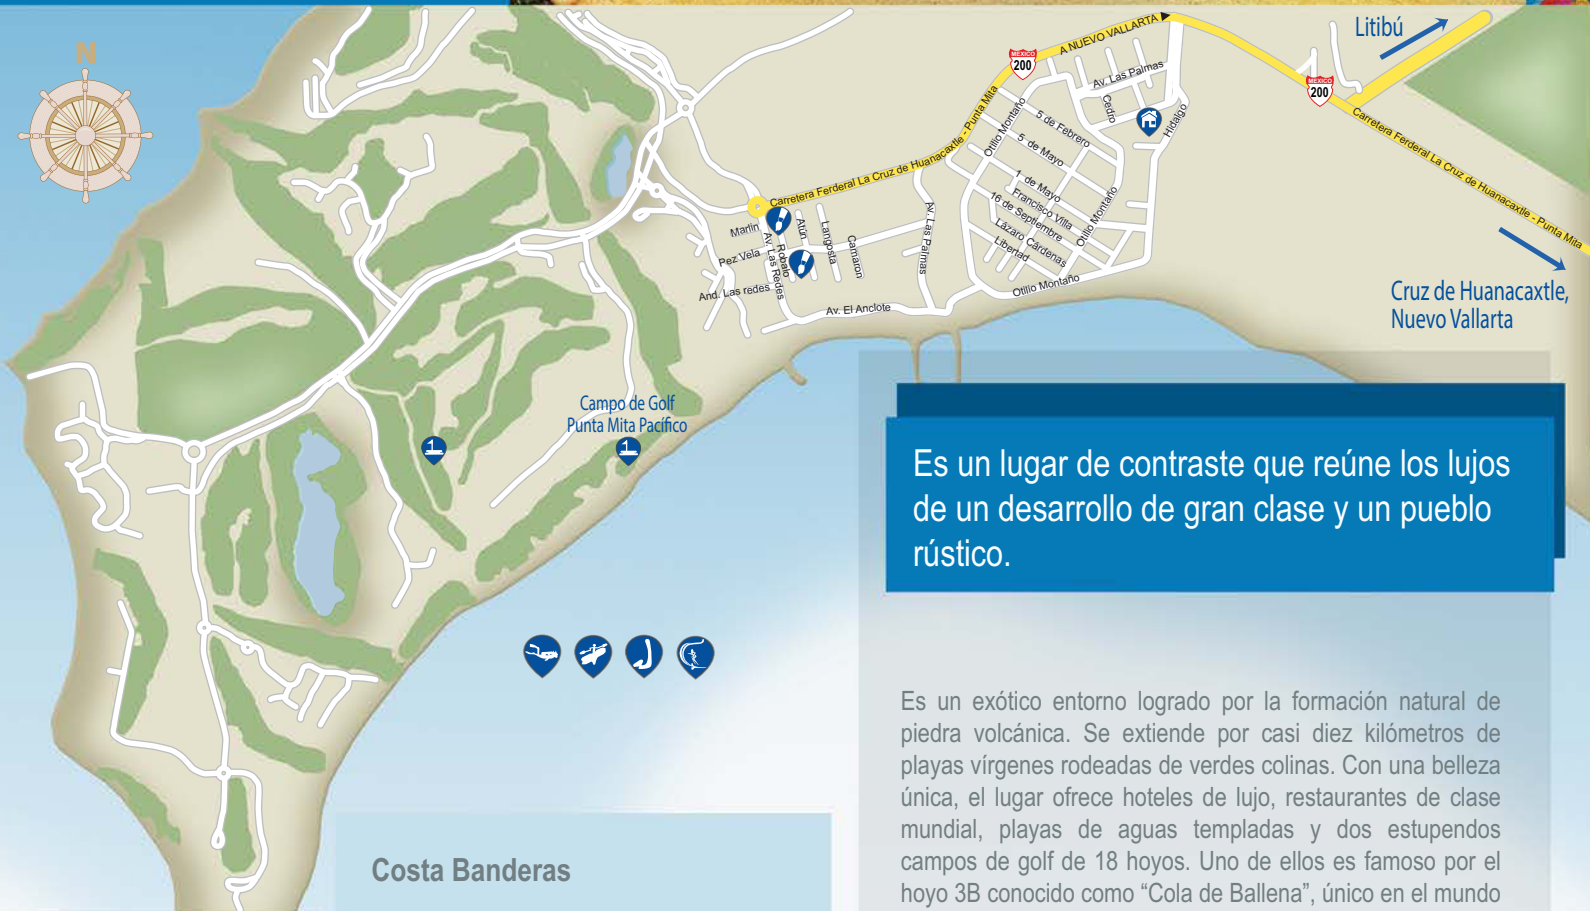 N
Litibú
MEXICO
200
A NUEVO VALLARTA
MEXICO
200
Av. Las Palmas
Cedro
Hidalgo
Otilio Montaño
5 de Febrero
5 de Mayo
1 de Mayo
Francisco Villa
16 de Septiembre
Lázaro Cárdenas
Libertad
Otilio Montaño
Otilio Montaño
Carretera Ferderal La Cruz de Huanacaxtle - Punta Mita
Carretera Ferderal La Cruz de Huanacaxtle - Punta Mita
Marlin
Pez Vela
And. Las redes
Av. Las Redes
Robalo
Atún
Langosta
Camaron
Av. Las Palmas
Av. El Anclote
Cruz de Huanacaxtle,
Nuevo Vallarta
Campo de Golf
Punta Mita Pacífico
Es un lugar de contraste que reúne los lujos
de un desarrollo de gran clase y un pueblo
rústico.
Es un exótico entorno logrado por la formación natural de
piedra volcánica. Se extiende por casi diez kilómetros de
playas vírgenes rodeadas de verdes colinas. Con una belleza
única, el lugar ofrece hoteles de lujo, restaurantes de clase
mundial, playas de aguas templadas y dos estupendos
campos de golf de 18 hoyos. Uno de ellos es famoso por el
hoyo 3B conocido como “Cola de Ballena”, único en el mundo
Costa Banderas